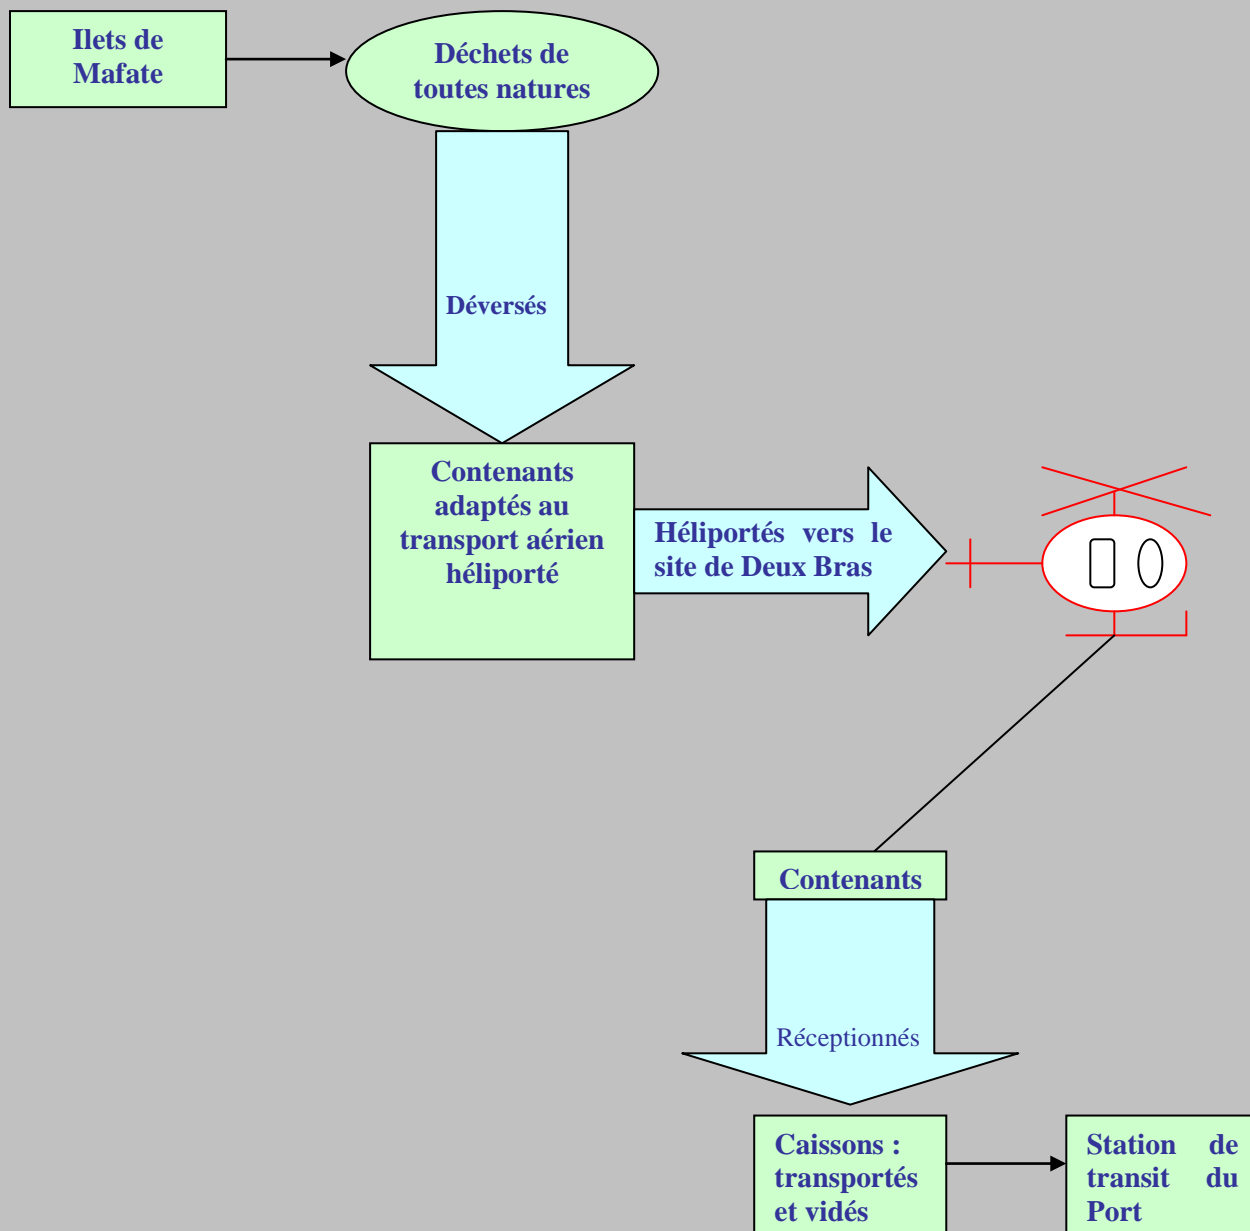 Ilets de
Mafate
Déchets de
toutes natures
Déversés
Contenants
adaptés au
transport aérien
héliporté
Héliportés vers le
site de Deux Bras
Contenants
Réceptionnés
Caissons :
transportés
et vidés
Station de
transit du
Port